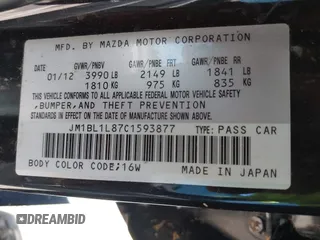 MFD. BY MAZDA MOTOR CORPORATION
GVWR/PNBV GAWR/PNBE FRT GAWR/PNBE RR
01/12 3990 LB 2149 LB 1841 LB
1810 KG 975 KG 835 KG
THIS VEHICLE CONFORMS TO ALL APPLICABLE FEDERAL MOTOR VEHICLE SAFETY
,BUMPER,AND THEFT PREVENTION
STANDARDS IN EFFECT ON THE DATE OF MANUFACTURE SHOWN ABOVE.
JM1BL1L87C1593877 TYPE:PASS CAR
BODY COLOR CODE:16W MADE IN JAPAN
DREAMBID